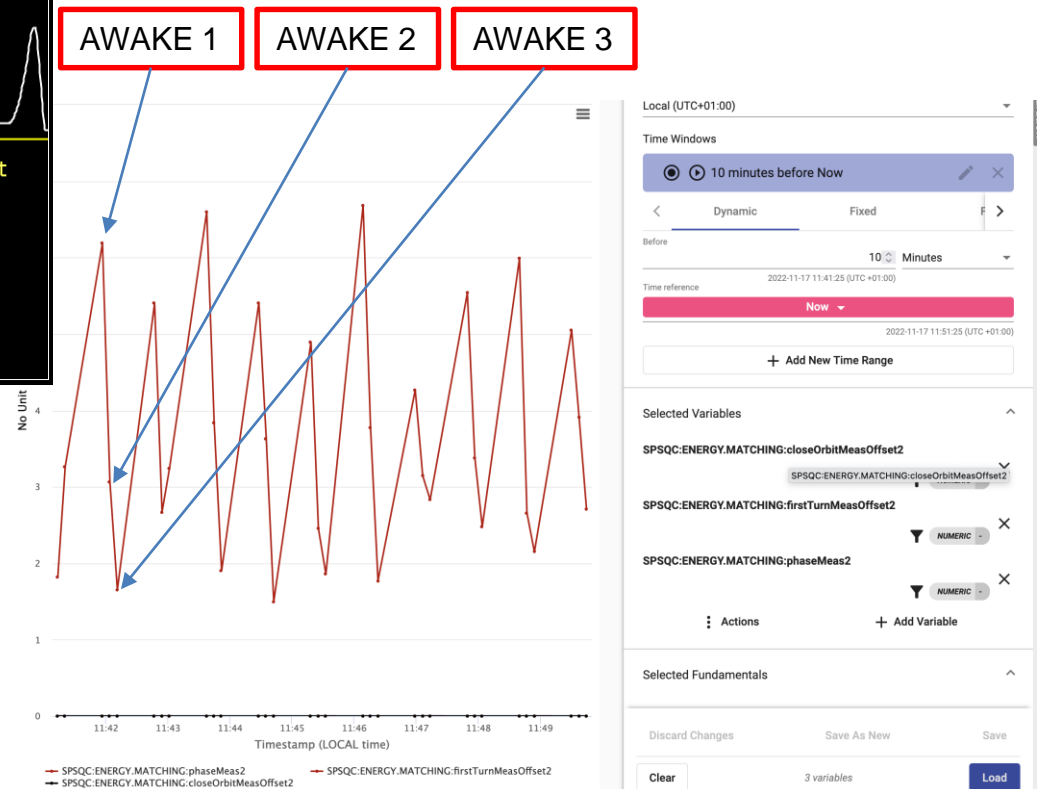 AWAKE 1
AWAKE 2
AWAKE 3
t
Local (UTC+01:00)
Time Windows
10 minutes before Now
Dynamic
Fixed
Before
10
Minutes
2022-11-17 11:41:25 (UTC +01:00)
Time reference
Now
2022-11-17 11:51:25 (UTC +01:00)
+ Add New Time Range
Selected Variables
SPSQC:ENERGY.MATCHING:closeOrbitMeasOffset2
SPSQC:ENERGY.MATCHING:closeOrbitMeasOffset2
SPSQC:ENERGY.MATCHING:firstTurnMeasOffset2
NUMERIC -
SPSQC:ENERGY.MATCHING:phaseMeas2
NUMERIC -
Actions
+ Add Variable
Selected Fundamentals
Discard Changes
Save As New
Save
Clear
3 variables
Load
No Unit
4
3
2
1
0
11:42
11:43
11:44
11:45
11:46
11:47
11:48
11:49
Timestamp (LOCAL time)
SPSQC:ENERGY.MATCHING:phaseMeas2
SPSQC:ENERGY.MATCHING:firstTurnMeasOffset2
SPSQC:ENERGY.MATCHING:closeOrbitMeasOffset2